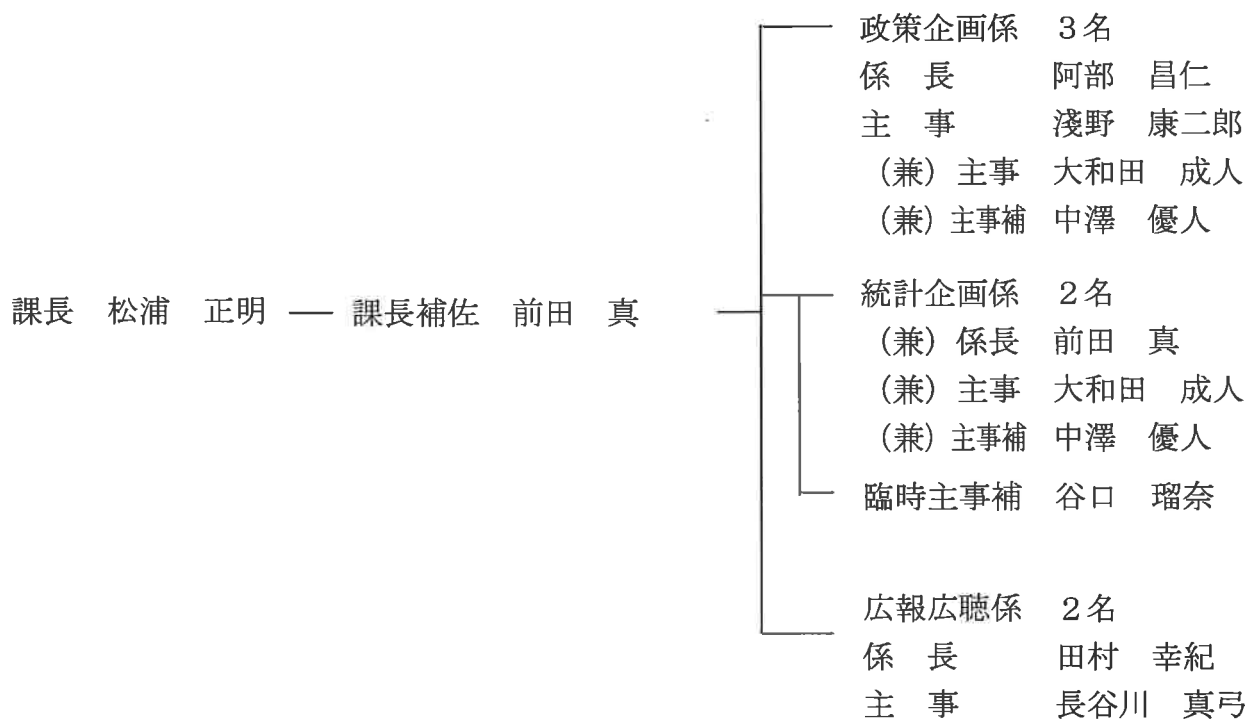 政策企画係　３名
係　長　　　阿部　昌仁
主　事　　　淺野　康二郎
（兼）主事　大和田　成人
（兼）主事補　中澤　優人
課長　松浦　正明 ― 課長補佐　前田　真
統計企画係　２名
（兼）係長　前田　真
（兼）主事　大和田　成人
（兼）主事補　中澤　優人
臨時主事補　谷口　瑠奈
広報広聴係　２名
係　長　　　田村　幸紀
主　事　　　長谷川　真弓